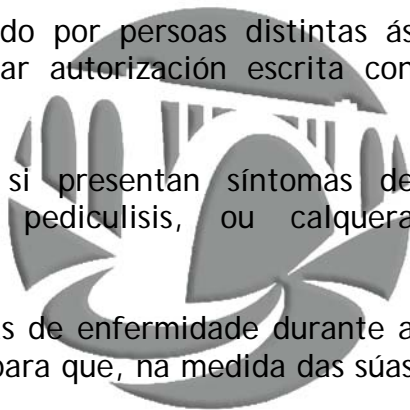 do por persoas distintas ás
ar autorización escrita con
si presentan síntomas de
pediculisis, ou calquera
s de enfermidade durante a
para que, na medida das súas